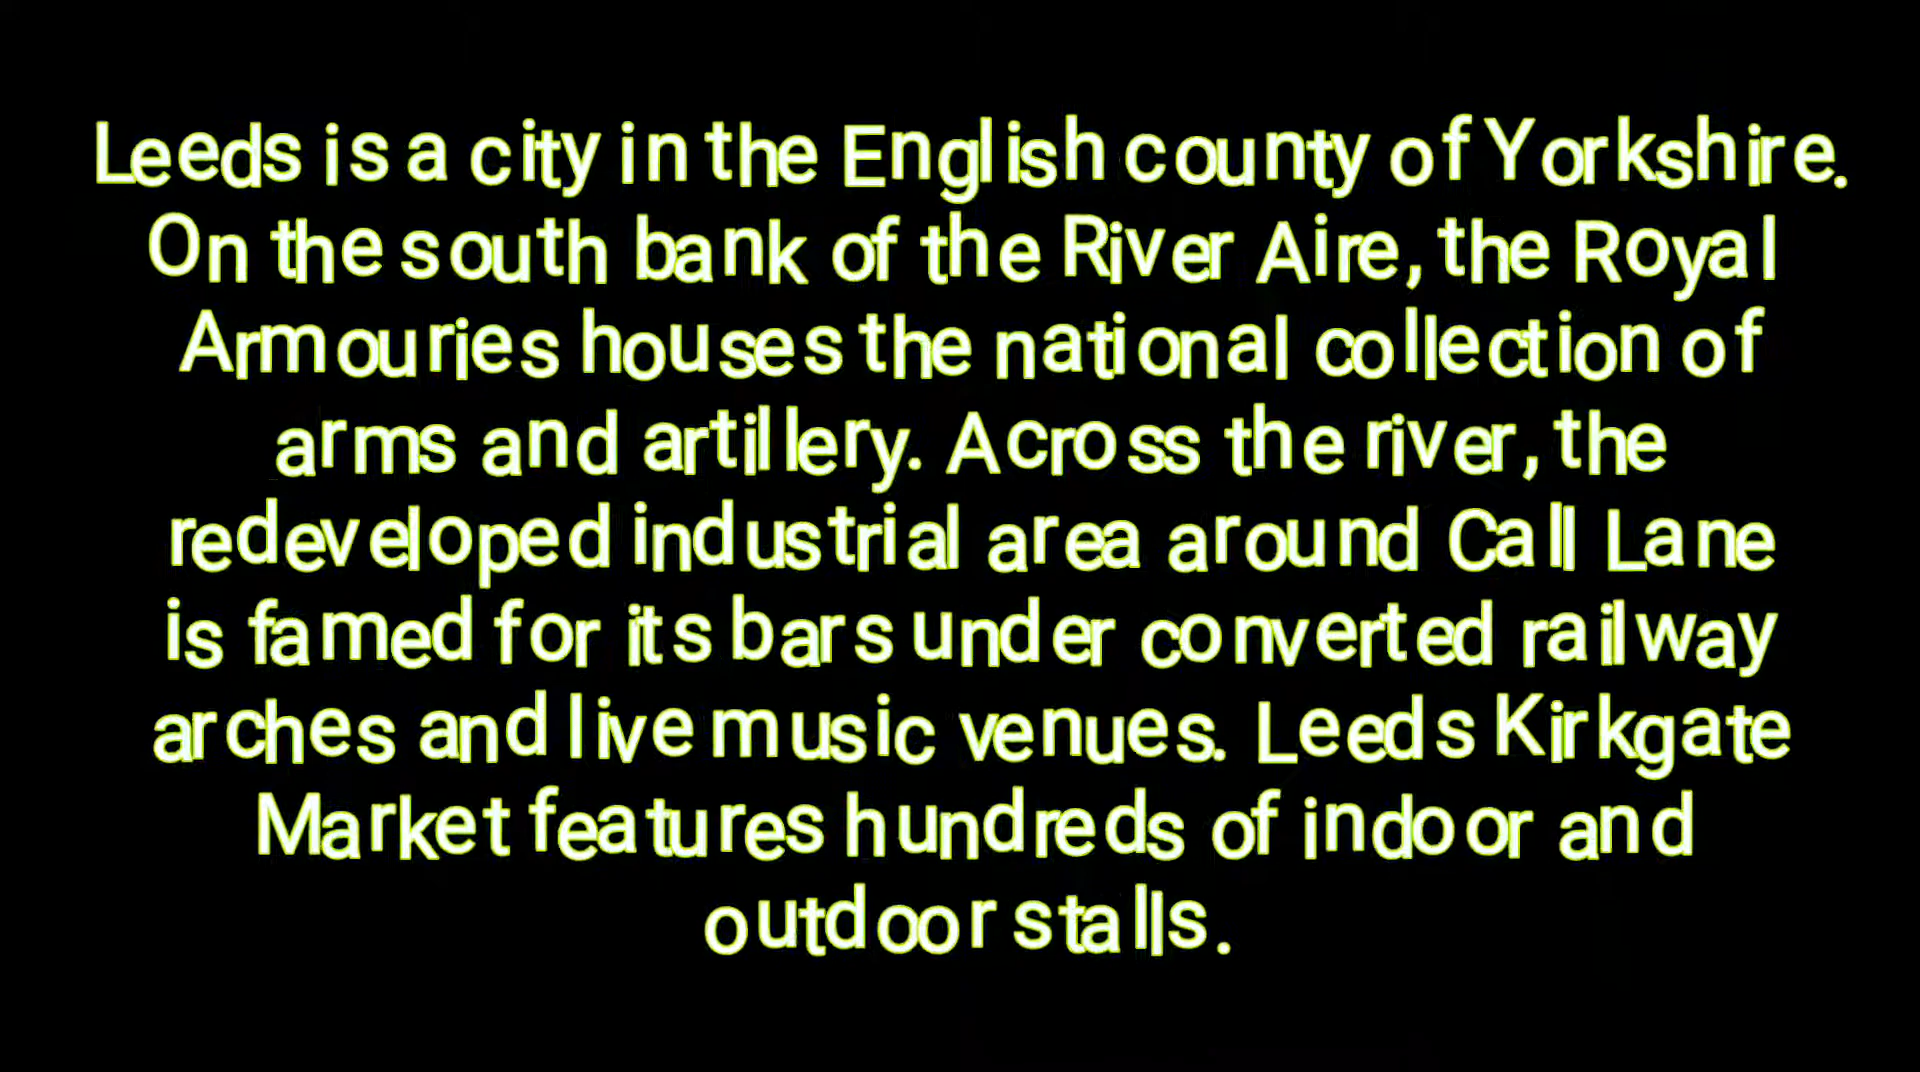 Leeds is a city in the English county of Yorkshire.
On the south bank of the River Aire, the Royal
Armouries houses the national collection of
arms and artillery. Across the river, the
redeveloped industrial area around Call Lane
is famed for its bars under converted railway
arches and live music venues. Leeds Kirkgate
Market features hundreds of indoor and
outdoor stalls.